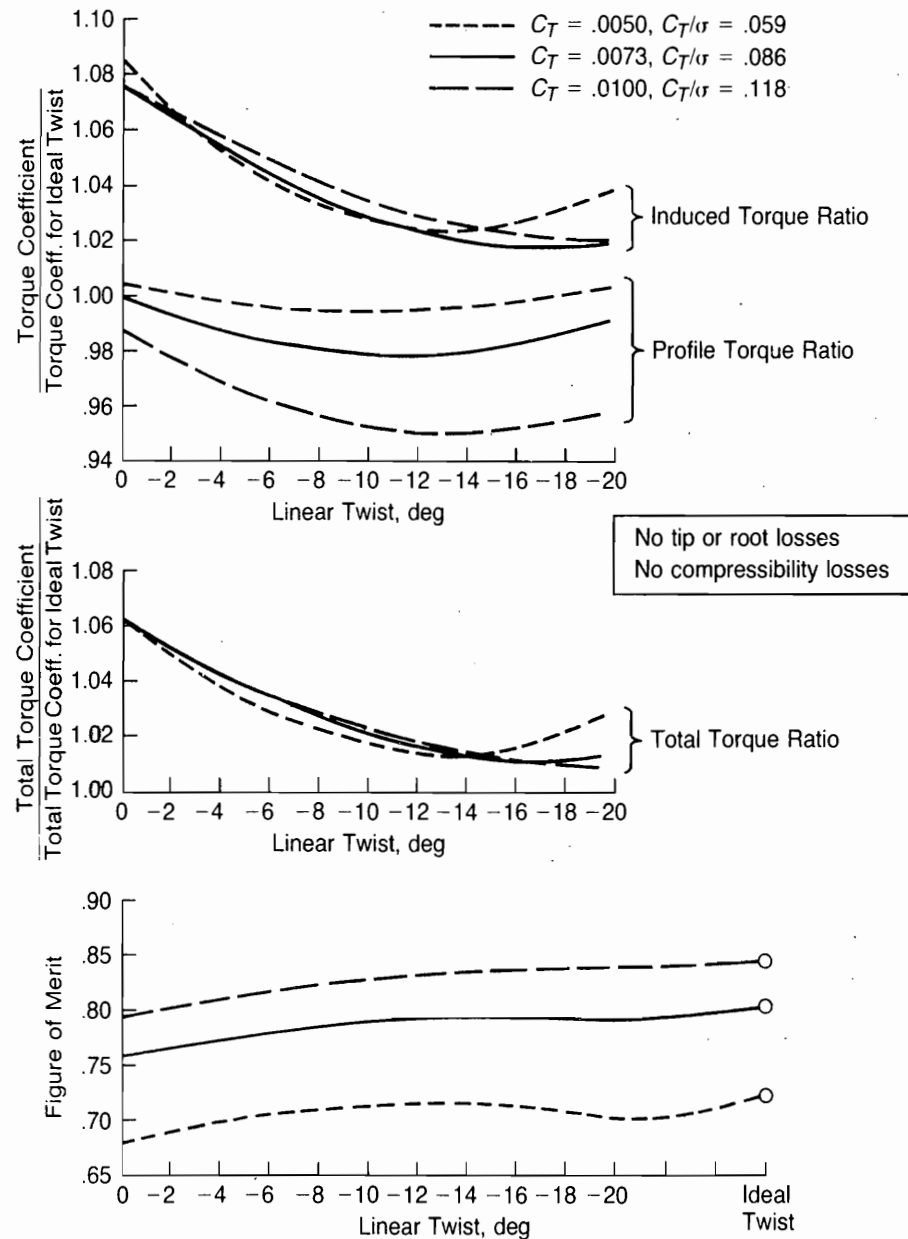 C_T = .0050, C_T/σ = .059
C_T = .0073, C_T/σ = .086
C_T = .0100, C_T/σ = .118
Torque Coefficient
Torque Coeff. for Ideal Twist
1.10
1.08
1.06
1.04
1.02
1.00
.98
.96
.94
Induced Torque Ratio
Profile Torque Ratio
0 −2 −4 −6 −8 −10 −12 −14 −16 −18 −20
Linear Twist, deg
No tip or root losses
No compressibility losses
Total Torque Coefficient
Total Torque Coeff. for Ideal Twist
1.08
1.06
1.04
1.02
1.00
Total Torque Ratio
0 −2 −4 −6 −8 −10 −12 −14 −16 −18 −20
Linear Twist, deg
Figure of Merit
.90
.85
.80
.75
.70
.65
0 −2 −4 −6 −8 −10 −12 −14 −16 −18 −20 Ideal
Linear Twist, deg Twist